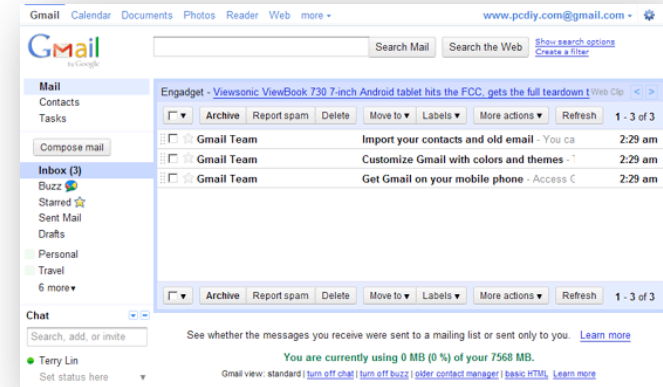 Gmail Calendar Documents Photos Reader Web more ▾ www.pcdiy.com@gmail.com ▾
GMail
by Google
Search Mail Search the Web Show search options
Create a filter
Mail
Contacts
Tasks
Compose mail
Inbox (3)
Buzz
Starred
Sent Mail
Drafts
Personal
Travel
6 more ▾
Chat
Search, add, or invite
Terry Lin
Set status here
Engadget - Viewsonic ViewBook 730 7-inch Android tablet hits the FCC, gets the full teardown t Web Clip < >
Archive Report spam Delete Move to ▾ Labels ▾ More actions ▾ Refresh 1 - 3 of 3
Gmail Team Import your contacts and old email - You ca 2:29 am
Gmail Team Customize Gmail with colors and themes - 2:29 am
Gmail Team Get Gmail on your mobile phone - Access 2:29 am
Archive Report spam Delete Move to ▾ Labels ▾ More actions ▾ Refresh 1 - 3 of 3
See whether the messages you receive were sent to a mailing list or sent only to you. Learn more
You are currently using 0 MB (0 %) of your 7568 MB.
Gmail view: standard | turn off chat | turn off buzz | older contact manager | basic HTML Learn more